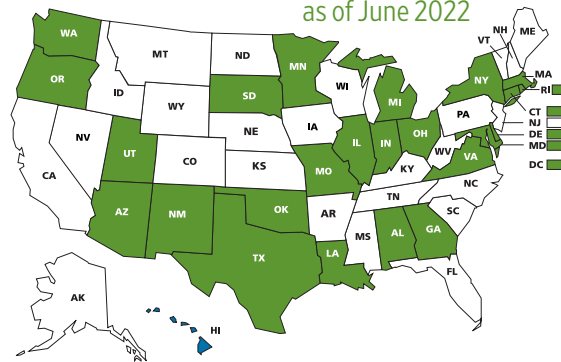 as of June 2022
WA
OR
CA
NV
ID
MT
WY
UT
AZ
CO
NM
ND
SD
NE
KS
OK
TX
MN
IA
MO
AR
LA
WI
IL
MI
IN
OH
KY
TN
MS
AL
GA
FL
SC
NC
VA
WV
PA
NY
VT
NH
ME
MA
RI
CT
NJ
DE
MD
DC
AK
HI